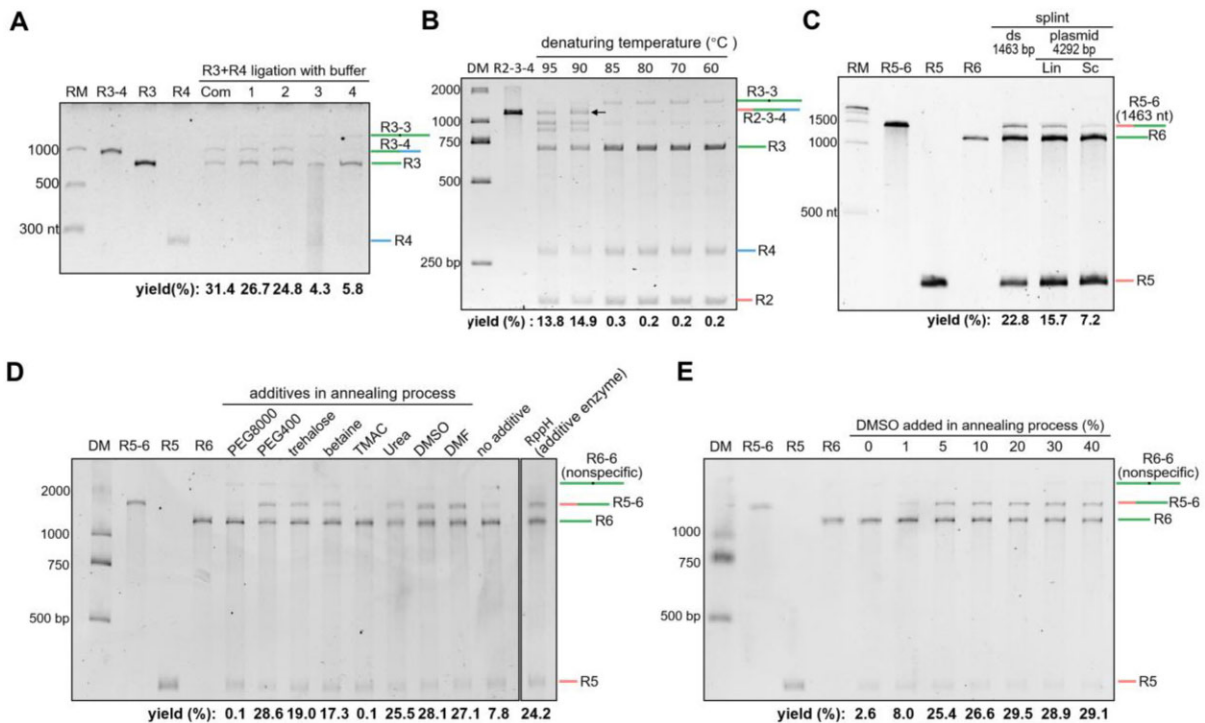 A
R3+R4 ligation with buffer
RM R3-4 R3 R4 Com 1 2 3 4
R3-3
R3-4
1000
R3
500
300 nt
R4
yield(%): 31.4 26.7 24.8 4.3 5.8
B
denaturing temperature (°C )
DM R2-3-4 95 90 85 80 70 60
2000
R3-3
R2-3-4
1000
750
R3
500
R4
250 bp
R2
yield (%) : 13.8 14.9 0.3 0.2 0.2 0.2
C
splint
ds plasmid
1463 bp 4292 bp
RM R5-6 R5 R6 Lin Sc
R5-6
(1463 nt)
1500
R6
1000
500 nt
R5
yield (%): 22.8 15.7 7.2
D
additives in annealing process
DM R5-6 R5 R6 PEG8000 PEG400 trehalose betaine TMAC Urea DMSO DMF no additive RppH
(additive enzyme)
R6-6
(nonspecific)
2000
R5-6
R6
1000
750
500 bp
R5
yield (%): 0.1 28.6 19.0 17.3 0.1 25.5 28.1 27.1 7.8 24.2
E
DMSO added in annealing process (%)
DM R5-6 R5 R6 0 1 5 10 20 30 40
R6-6
(nonspecific)
R5-6
R6
1000
750
500 bp
R5
yield (%): 2.6 8.0 25.4 26.6 29.5 28.9 29.1